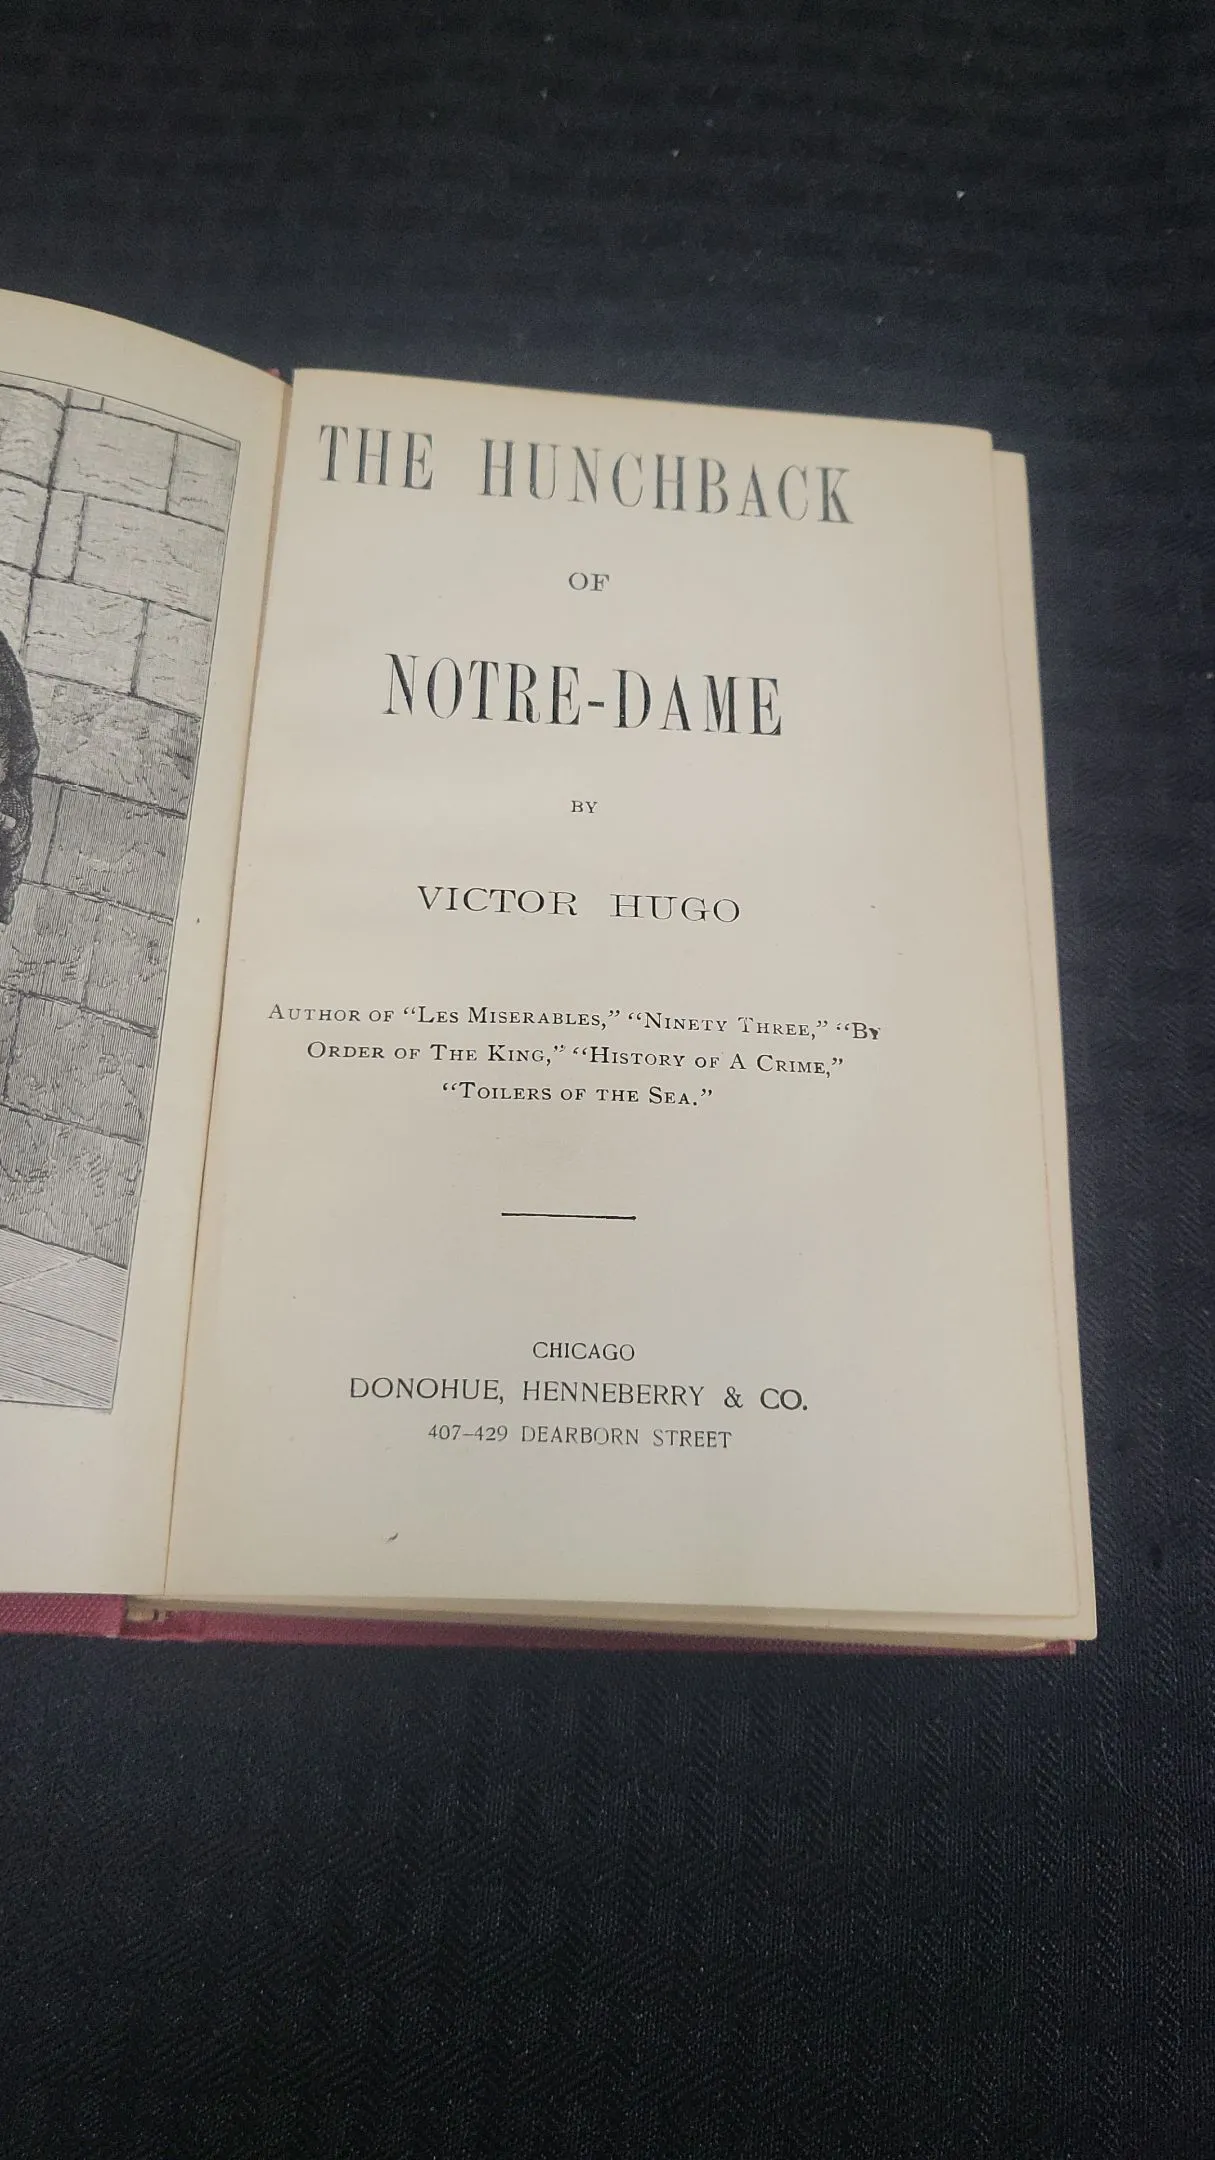 THE HUNCHBACK
OF
NOTRE-DAME
BY
VICTOR HUGO
AUTHOR OF “LES MISERABLES,” “NINETY THREE,” “BY
ORDER OF THE KING,” “HISTORY OF A CRIME,”
“TOILERS OF THE SEA.”
CHICAGO
DONOHUE, HENNEBERRY & CO.
407–429 DEARBORN STREET